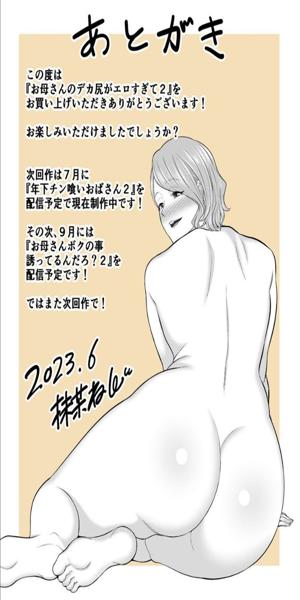 あとがき
この度は
『お母さんのデカ尻がエロすぎて2』を
お買い上げいただきありがとうございます！
お楽しみいただけましたでしょうか？
次回作は7月に
『年下チン喰いおばさん2』を
配信予定で現在制作中です！
その次、9月には
『お母さんボクの事
誘ってるんだろ？2』を
配信予定です！
ではまた次回作で！
2023.6